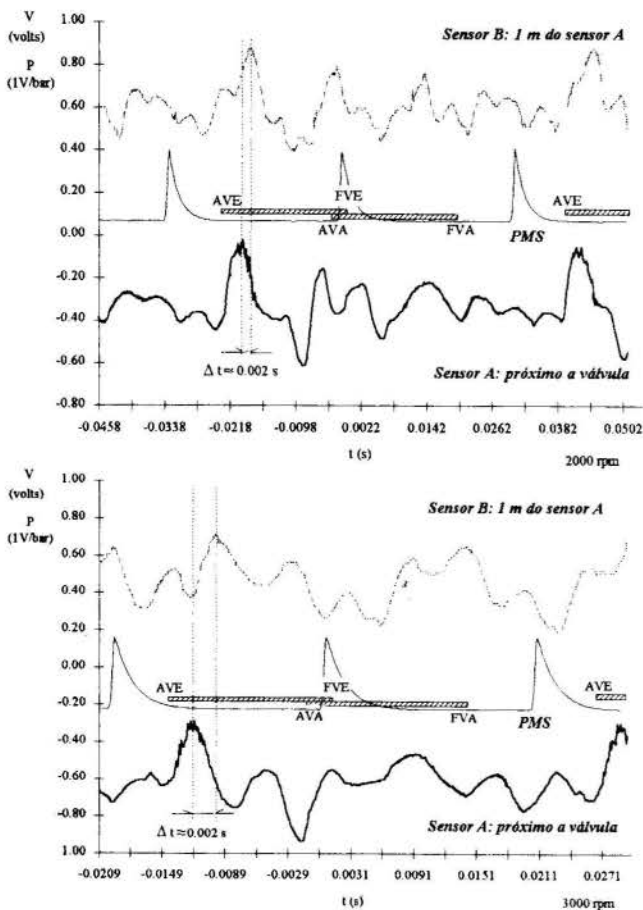 V
(volts)
P
(1V/bar)
1.00
0.80
0.60
0.40
0.20
0.00
-0.20
-0.40
-0.60
-0.80
Sensor B: 1 m do sensor A
AVE
FVE
AVA
FVA
PMS
AVE
Δ t ≈ 0.002 s
Sensor A: próximo a válvula
-0.0458 -0.0338 -0.0218 -0.0098 0.0022 0.0142 0.0262 0.0382 0.0502
t (s)
2000 rpm
V
(volts)
P
(1V/bar)
1.00
0.80
0.60
0.40
0.20
0.00
-0.20
-0.40
-0.60
-0.80
1.00
Sensor B: 1 m do sensor A
AVE
FVE
AVA
FVA
PMS
AVE
Δ t ≈ 0.002 s
Sensor A: próximo a válvula
-0.0209 -0.0149 -0.0089 -0.0029 0.0031 0.0091 0.0151 0.0211 0.0271
t (s)
3000 rpm